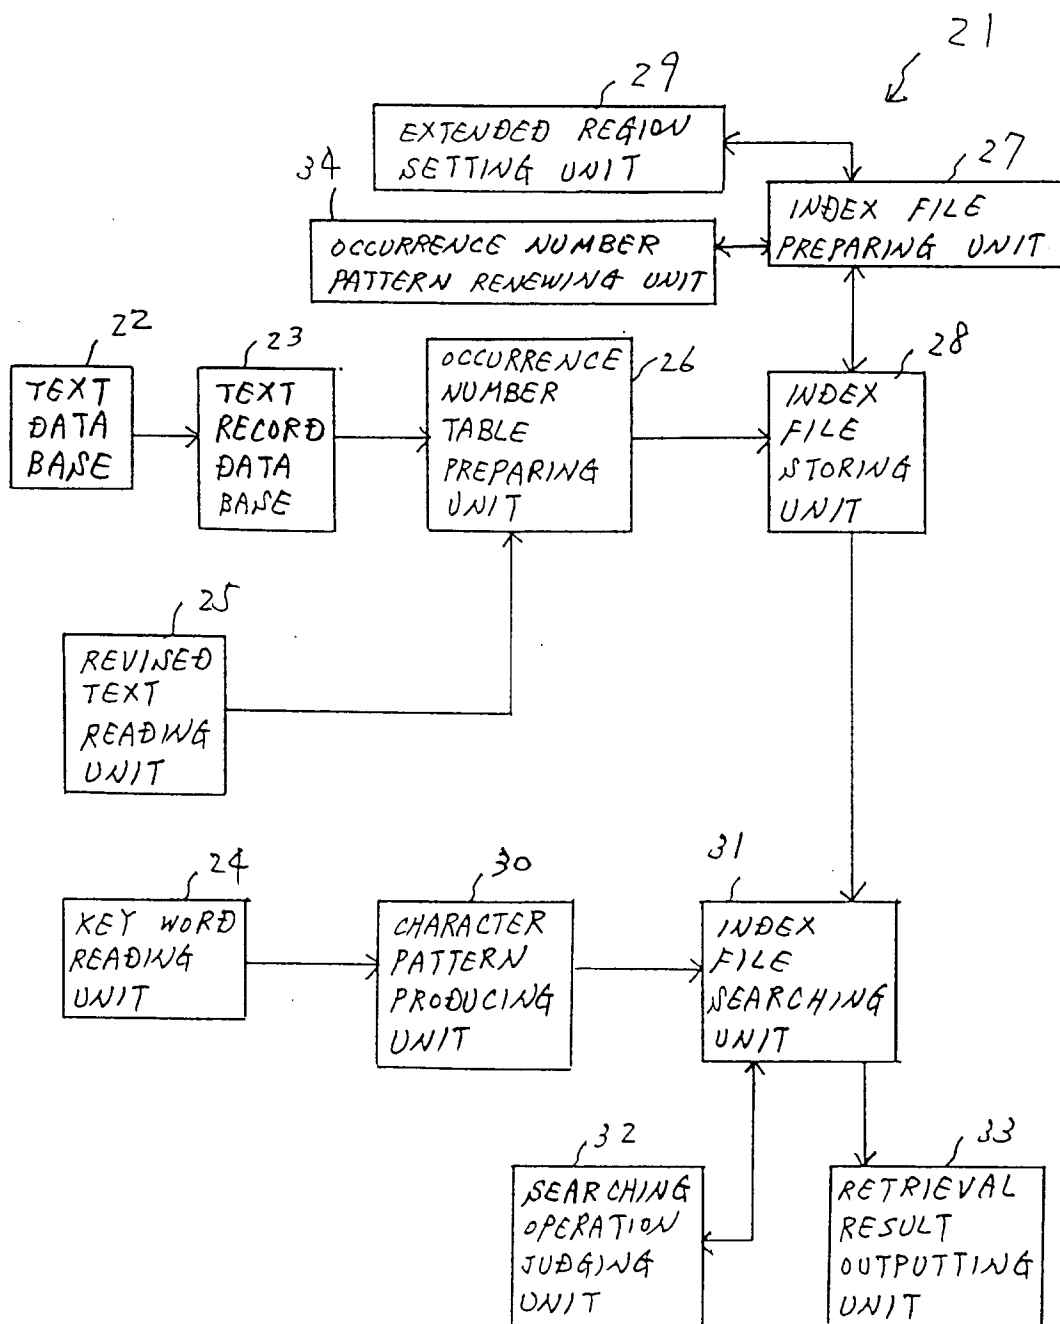 21
29
EXTENDED REGION
SETTING UNIT
34
27
INDEX FILE
PREPARING UNIT
OCCURRENCE NUMBER
PATTERN RENEWING UNIT
22
TEXT
DATA
BASE
23
TEXT
RECORD
DATA
BASE
26
OCCURRENCE
NUMBER
TABLE
PREPARING
UNIT
28
INDEX
FILE
STORING
UNIT
25
REVISED
TEXT
READING
UNIT
24
KEY WORD
READING
UNIT
30
CHARACTER
PATTERN
PRODUCING
UNIT
31
INDEX
FILE
SEARCHING
UNIT
32
SEARCHING
OPERATION
JUDGING
UNIT
33
RETRIEVAL
RESULT
OUTPUTTING
UNIT